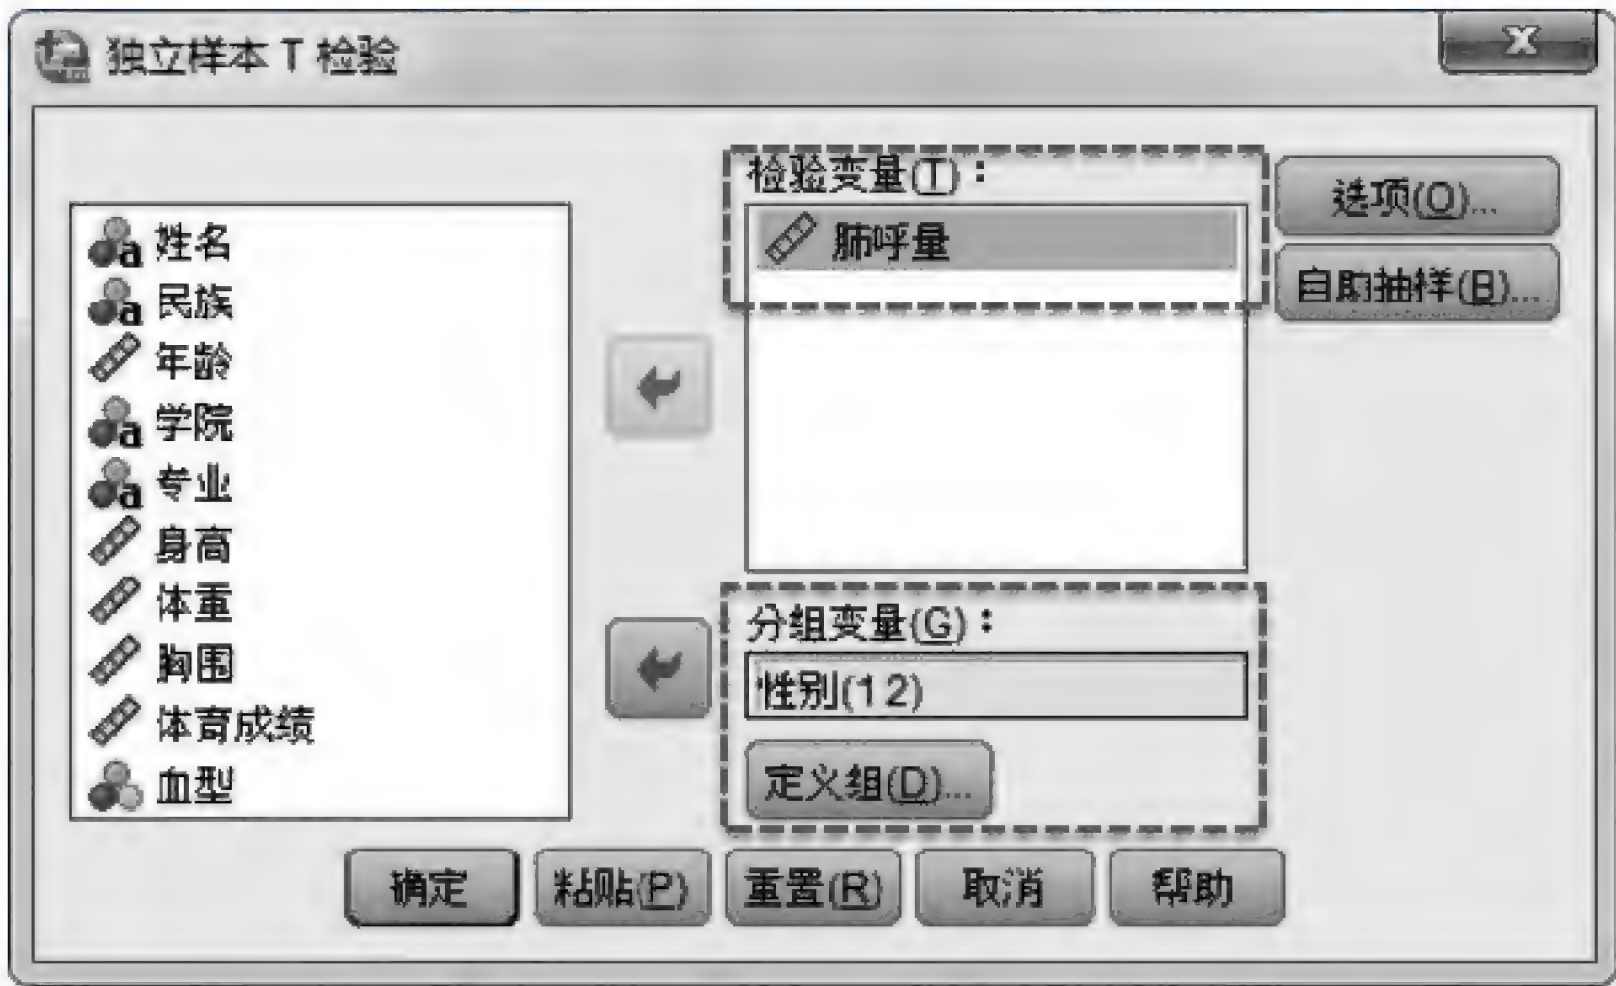 独立样本 T 检验
检验变量(T)：
肺呼量
选项(O)...
自助抽样(B)...
姓名
民族
年龄
学院
专业
身高
体重
胸围
体育成绩
血型
分组变量(G)：
性别(1 2)
定义组(D)...
确定
粘贴(P)
重置(R)
取消
帮助